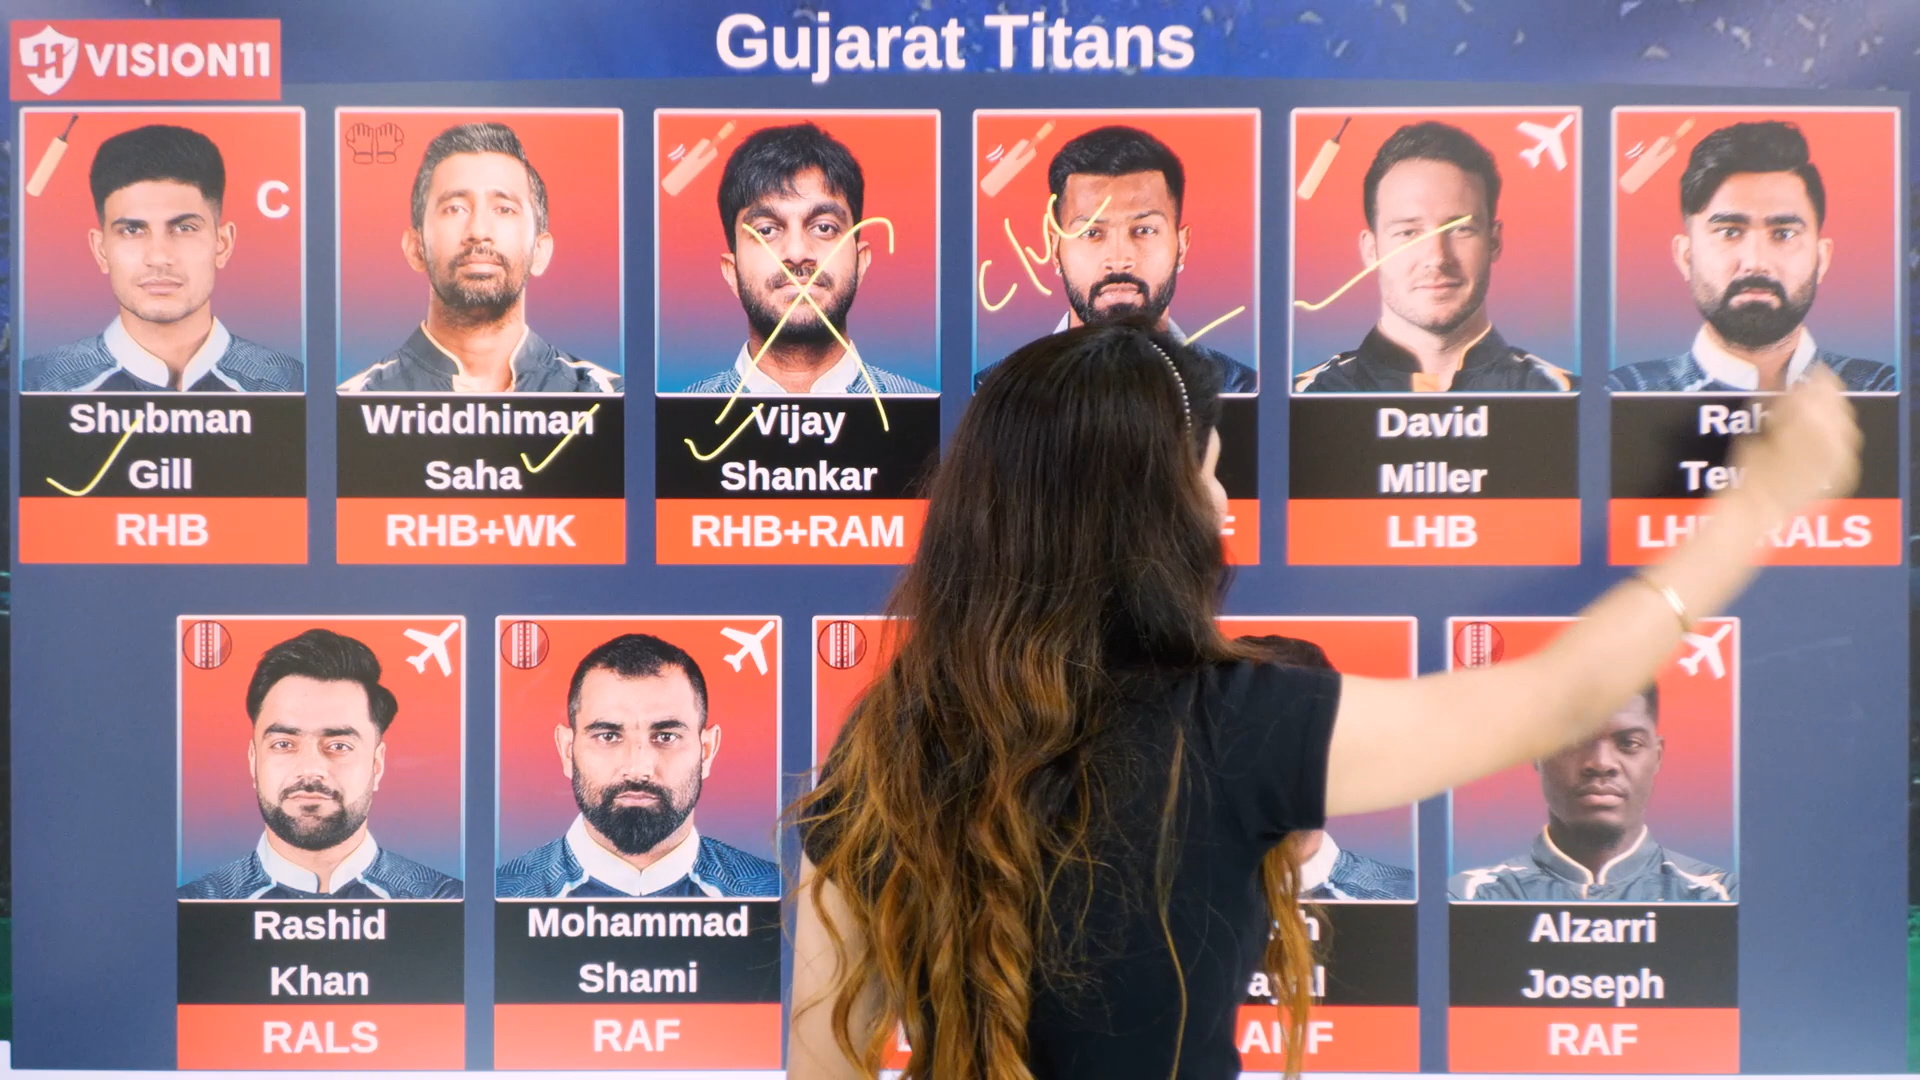 Gujarat Titans
VISION11
C
Shubman
Gill
RHB
Wriddhiman
Saha
RHB+WK
Vijay
Shankar
RHB+RAM
C/VC
David
Miller
LHB
Rashid
Khan
RALS
Mohammad
Shami
RAF
Alzarri
Joseph
RAF